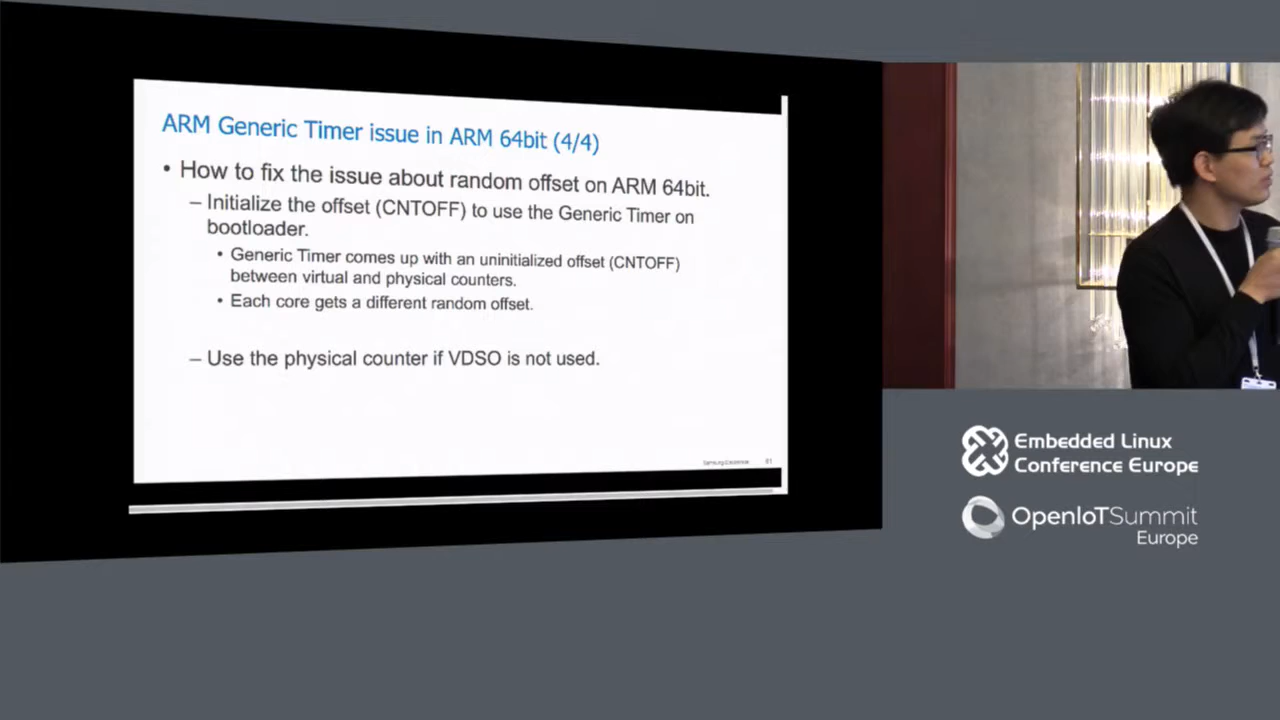 ARM Generic Timer issue in ARM 64bit (4/4)
• How to fix the issue about random offset on ARM 64bit.
– Initialize the offset (CNTOFF) to use the Generic Timer on
bootloader.
• Generic Timer comes up with an uninitialized offset (CNTOFF)
between virtual and physical counters.
• Each core gets a different random offset.
– Use the physical counter if VDSO is not used.
Samsung Electronics 61
Embedded Linux
Conference Europe
OpenIoTSummit
Europe